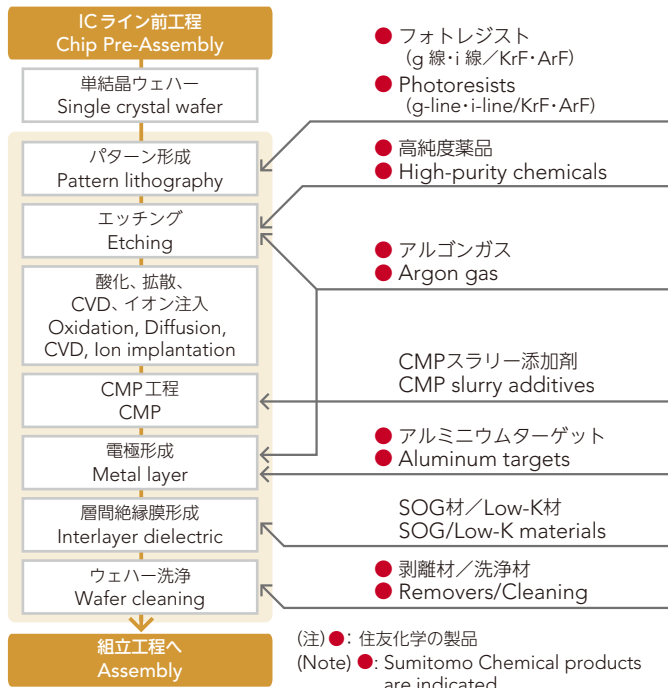 ICライン前工程
Chip Pre-Assembly
単結晶ウェハー
Single crystal wafer
パターン形成
Pattern lithography
エッチング
Etching
酸化、拡散、
CVD、イオン注入
Oxidation, Diffusion,
CVD, Ion implantation
CMP工程
CMP
電極形成
Metal layer
層間絶縁膜形成
Interlayer dielectric
ウェハー洗浄
Wafer cleaning
組立工程へ
Assembly
● フォトレジスト
(g 線・i 線／KrF・ArF)
● Photoresists
(g-line・i-line/KrF・ArF)
● 高純度薬品
● High-purity chemicals
● アルゴンガス
● Argon gas
CMPスラリー添加剤
CMP slurry additives
● アルミニウムターゲット
● Aluminum targets
SOG材／Low-K材
SOG/Low-K materials
● 剥離材／洗浄材
● Removers/Cleaning
(注) ●: 住友化学の製品
(Note) ●: Sumitomo Chemical products
are indicated